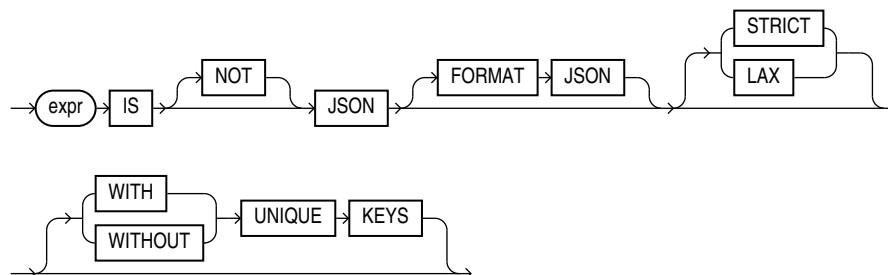 STRICT
NOT FORMAT JSON LAX
expr IS JSON
WITH
UNIQUE KEYS
WITHOUT